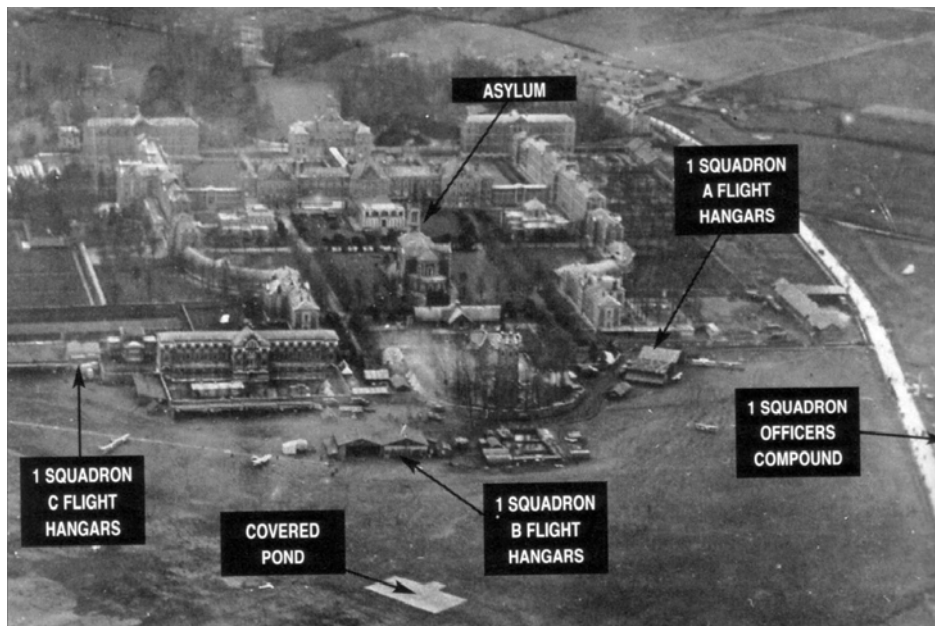 ASYLUM
1 SQUADRON
A FLIGHT
HANGARS
1 SQUADRON
OFFICERS
COMPOUND
1 SQUADRON
C FLIGHT
HANGARS
1 SQUADRON
B FLIGHT
HANGARS
COVERED
POND